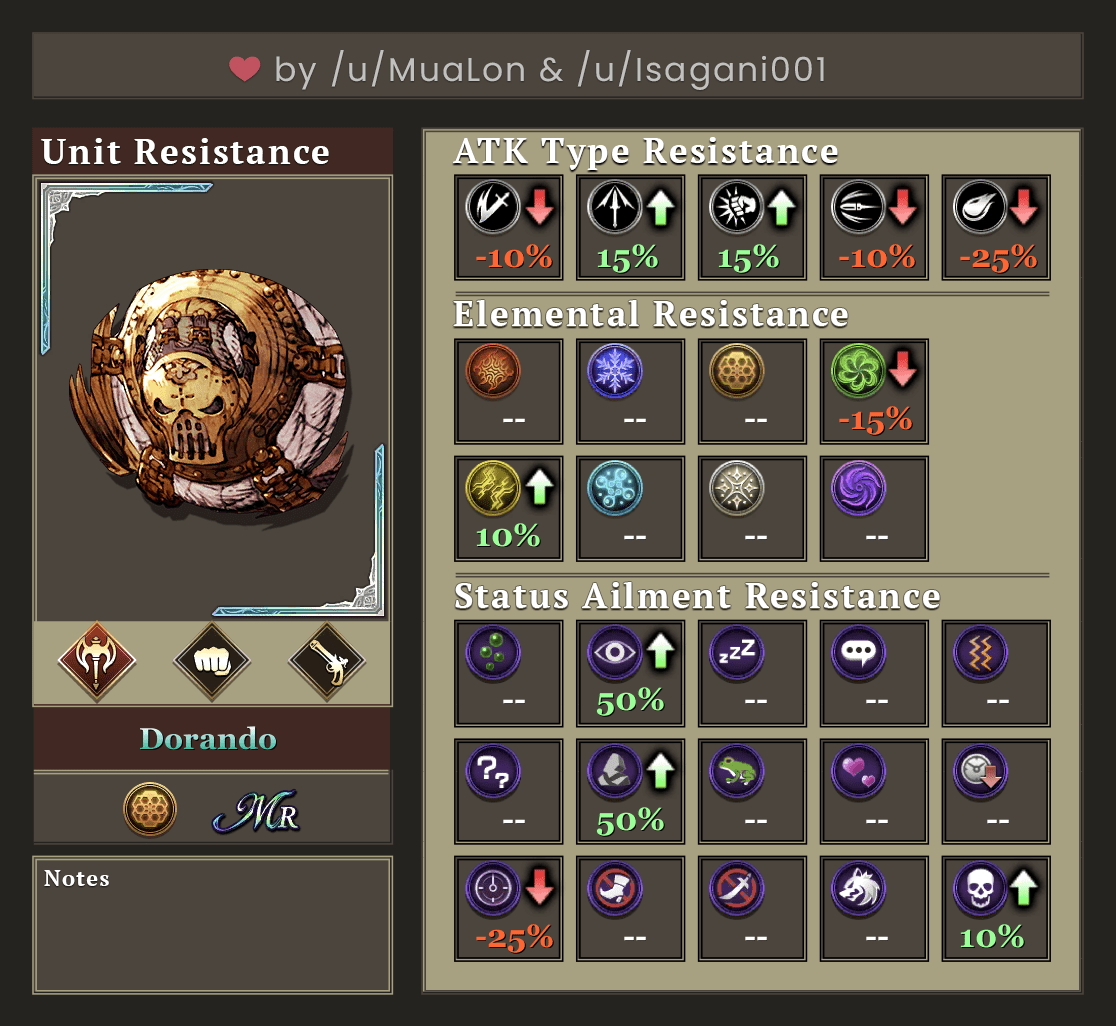 by /u/MuaLon & /u/Isagani001
Unit Resistance
Dorando
MR
Notes
ATK Type Resistance
-10% 15% 15% -10% -25%
Elemental Resistance
-- -- -- -15%
10% -- -- --
Status Ailment Resistance
zzZ
-- 50% -- -- --
??
-- 50% -- -- --
-25% -- -- -- 10%